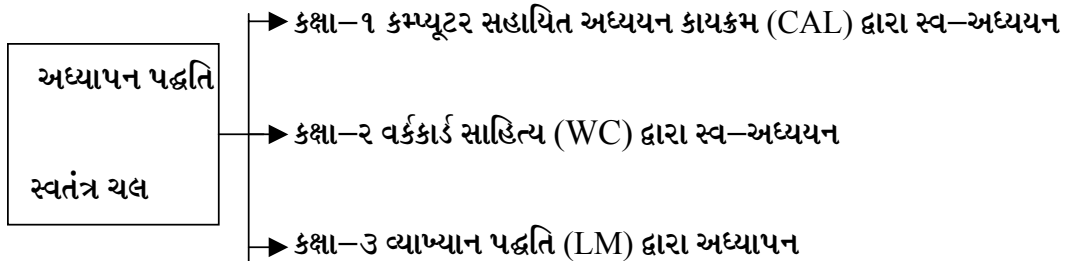 કક્ષા–૧ કમ્પ્યૂટર સહાયિત અધ્યયન કાયક્રમ (CAL) દ્વારા સ્વ–અધ્યયન
અધ્યાપન પદ્ધતિ
કક્ષા–૨ વર્કકાર્ડ સાહિત્ય (WC) દ્વારા સ્વ–અધ્યયન
સ્વતંત્ર ચલ
કક્ષા–૩ વ્યાખ્યાન પદ્ધતિ (LM) દ્વારા અધ્યાપન